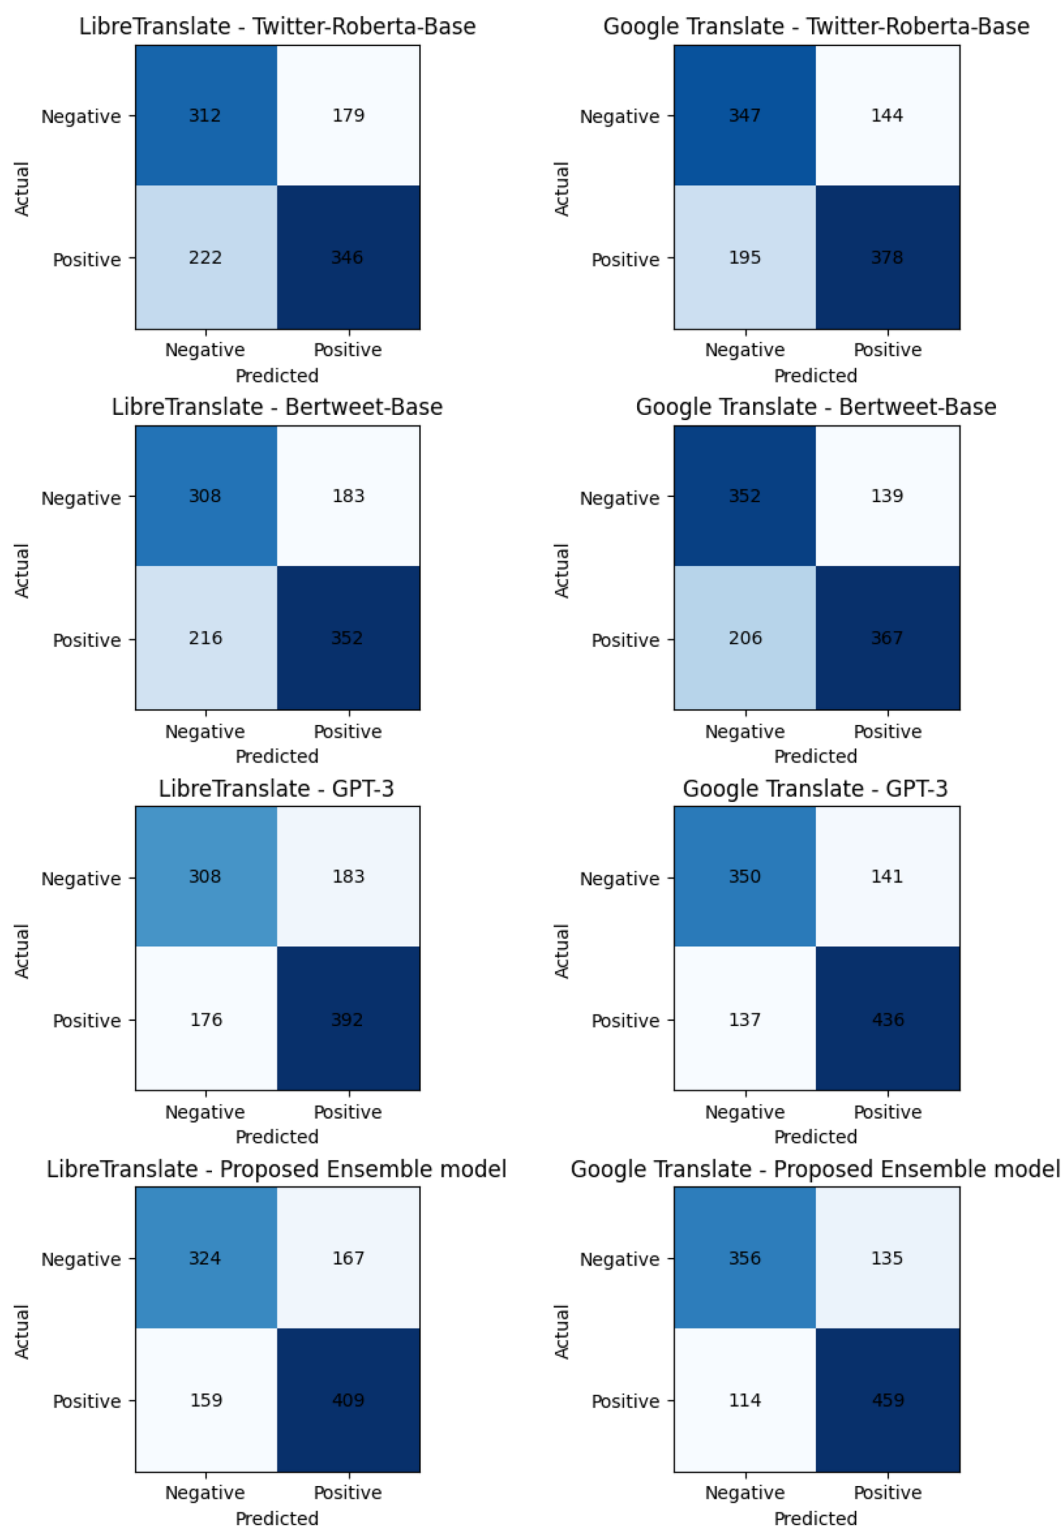 LibreTranslate - Twitter-Roberta-Base
Negative 312 179
Actual
Positive 222 346
Negative Positive
Predicted
Google Translate - Twitter-Roberta-Base
Negative 347 144
Actual
Positive 195 378
Negative Positive
Predicted
LibreTranslate - Bertweet-Base
Negative 308 183
Actual
Positive 216 352
Negative Positive
Predicted
Google Translate - Bertweet-Base
Negative 352 139
Actual
Positive 206 367
Negative Positive
Predicted
LibreTranslate - GPT-3
Negative 308 183
Actual
Positive 176 392
Negative Positive
Predicted
Google Translate - GPT-3
Negative 350 141
Actual
Positive 137 436
Negative Positive
Predicted
LibreTranslate - Proposed Ensemble model
Negative 324 167
Actual
Positive 159 409
Negative Positive
Predicted
Google Translate - Proposed Ensemble model
Negative 356 135
Actual
Positive 114 459
Negative Positive
Predicted